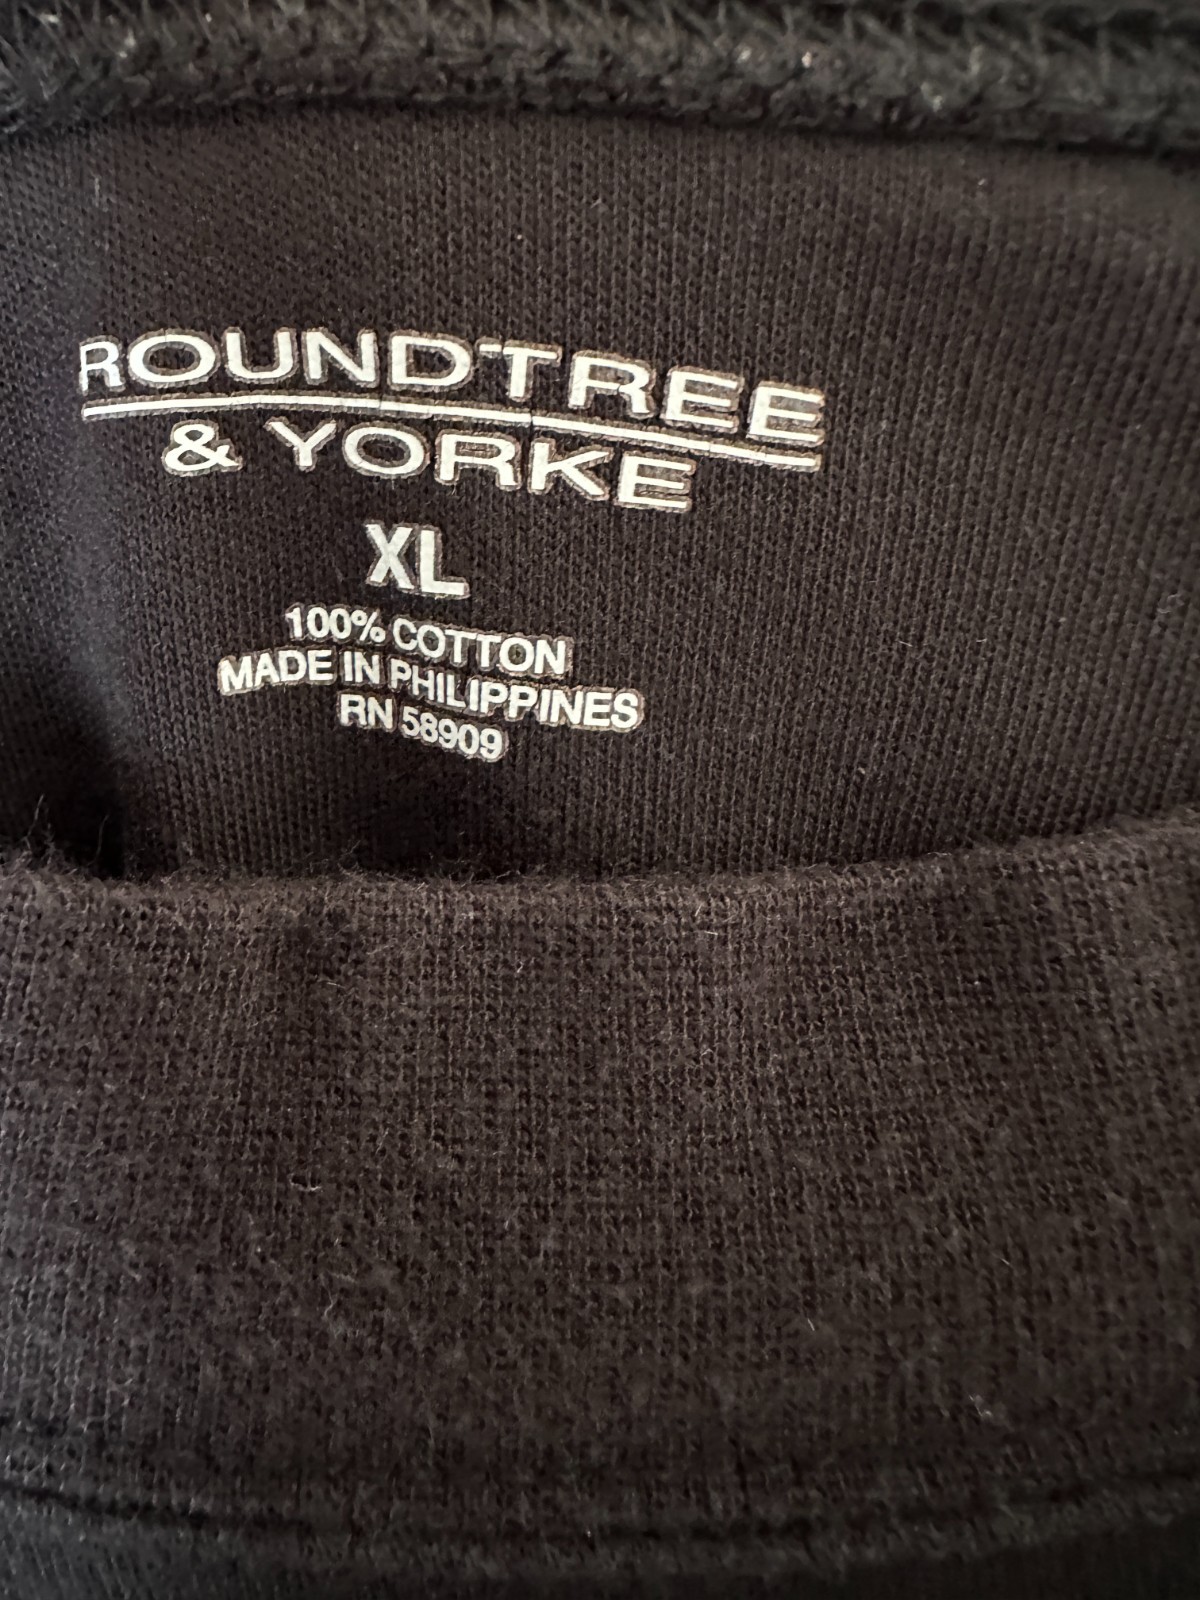 ROUNDTREE
& YORKE
XL
100% COTTON
MADE IN PHILIPPINES
RN 58909